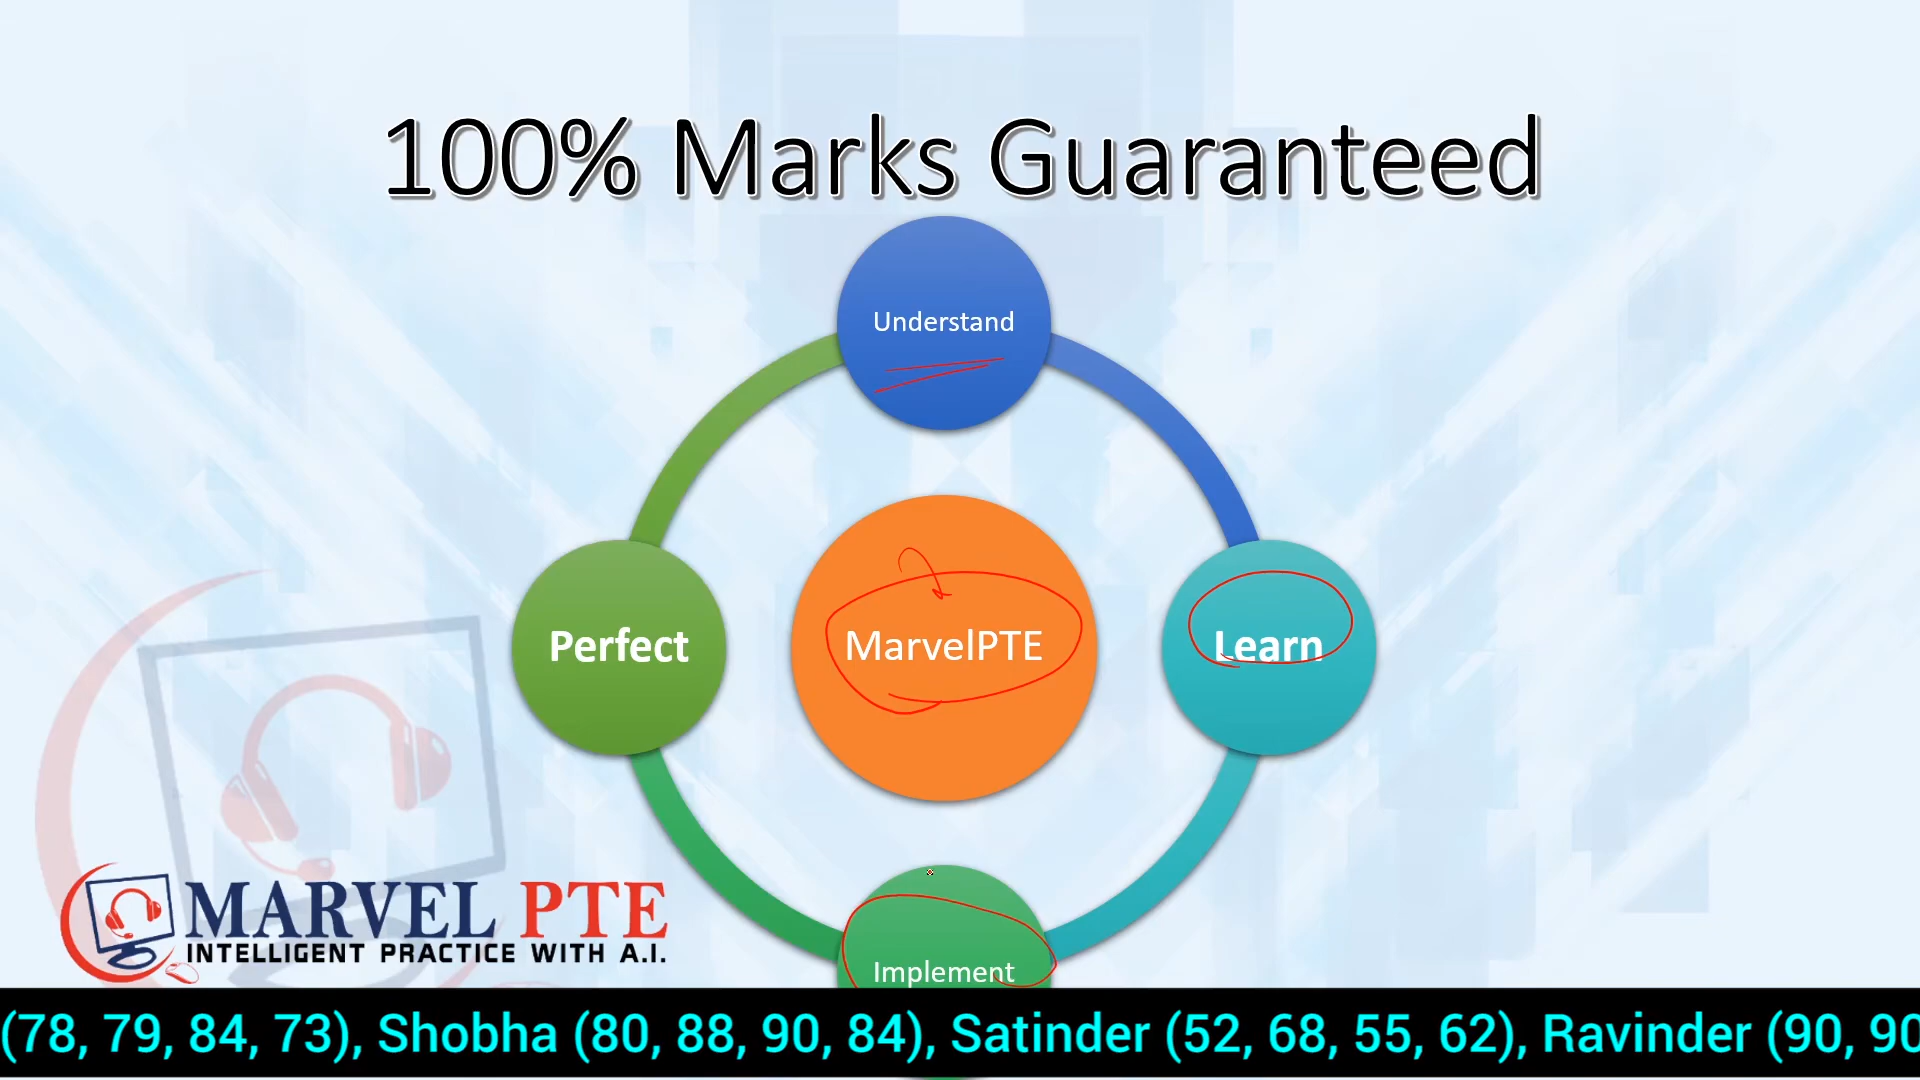 100% Marks Guaranteed
Understand
Perfect
MarvelPTE
Learn
Implement
MARVEL PTE
INTELLIGENT PRACTICE WITH A.I.
(78, 79, 84, 73), Shobha (80, 88, 90, 84), Satinder (52, 68, 55, 62), Ravinder (90, 90